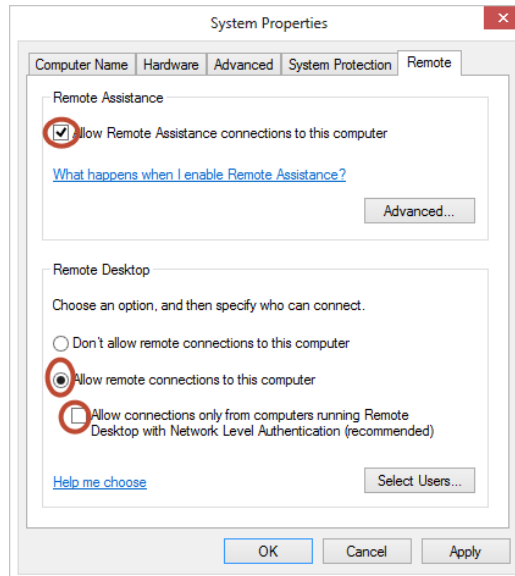 System Properties
Computer Name Hardware Advanced System Protection Remote
Remote Assistance
Allow Remote Assistance connections to this computer
What happens when I enable Remote Assistance?
Advanced...
Remote Desktop
Choose an option, and then specify who can connect.
Don't allow remote connections to this computer
Allow remote connections to this computer
Allow connections only from computers running Remote
Desktop with Network Level Authentication (recommended)
Help me choose
Select Users...
OK Cancel Apply